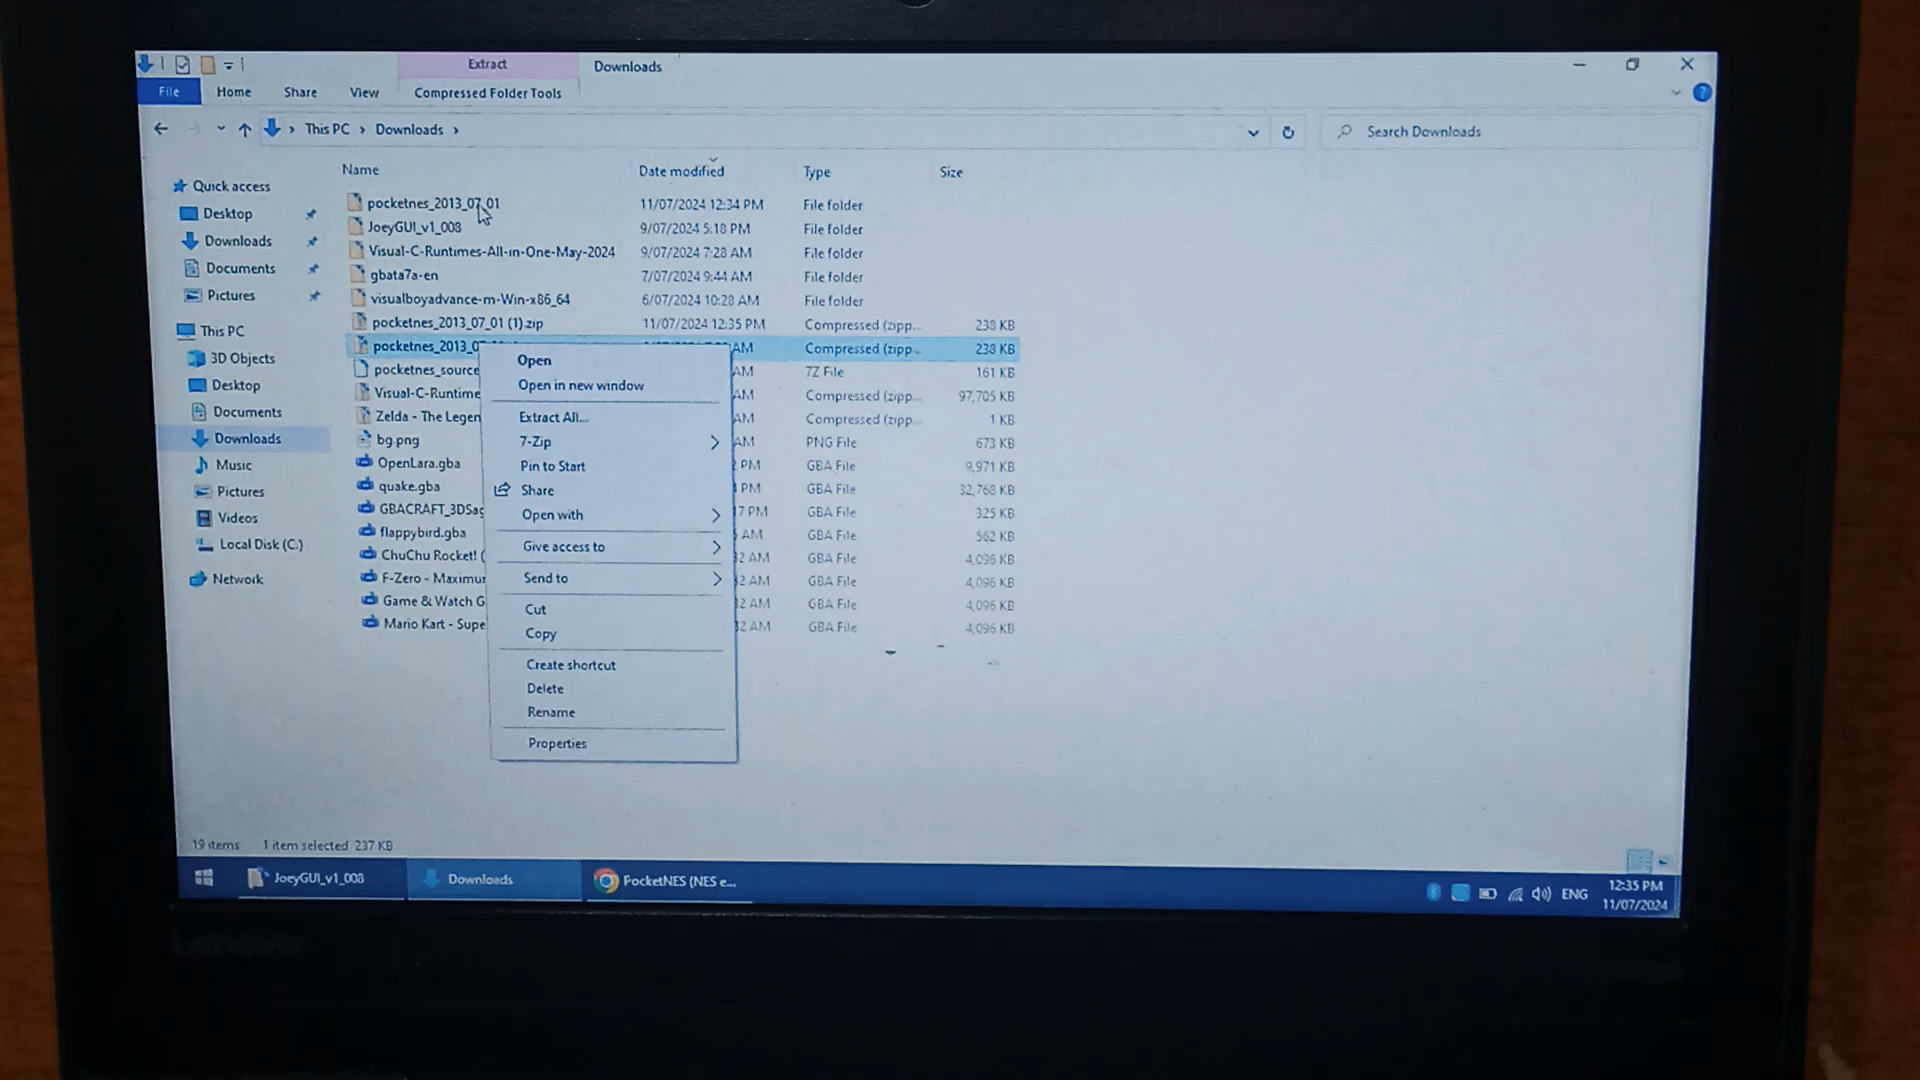 Extract
Downloads
File
Home
Share
View
Compressed Folder Tools
This PC > Downloads >
Search Downloads
Name
Date modified
Type
Size
Quick access
Desktop
Downloads
Documents
Pictures
This PC
3D Objects
Desktop
Documents
Downloads
Music
Pictures
Videos
Local Disk (C:)
Network
pocketnes_2013_07_01 11/07/2024 12:34 PM File folder
JoeyGUI_v1_008 9/07/2024 5:18 PM File folder
Visual-C-Runtimes-All-in-One-May-2024 9/07/2024 7:28 AM File folder
gbata7a-en 7/07/2024 9:44 AM File folder
visualboyadvance-m-Win-x86_64 6/07/2024 10:28 AM File folder
pocketnes_2013_07_01 (1).zip 11/07/2024 12:35 PM Compressed (zipp... 238 KB
pocketnes_2013_0 AM Compressed (zipp... 238 KB
pocketnes_source AM 7Z File 161 KB
Visual-C-Runtime AM Compressed (zipp... 97,705 KB
Zelda - The Legen AM Compressed (zipp... 1 KB
bg.png AM PNG File 673 KB
OpenLara.gba PM GBA File 9,971 KB
quake.gba PM GBA File 32,768 KB
GBACRAFT_3DSag 7 PM GBA File 325 KB
flappybird.gba AM GBA File 562 KB
ChuChu Rocket! ( 32 AM GBA File 4,096 KB
F-Zero - Maximu 2 AM GBA File 4,096 KB
Game & Watch G 32 AM GBA File 4,096 KB
Mario Kart - Supe 32 AM GBA File 4,096 KB
Open
Open in new window
Extract All...
7-Zip
Pin to Start
Share
Open with
Give access to
Send to
Cut
Copy
Create shortcut
Delete
Rename
Properties
19 items 1 item selected 237 KB
JoeyGUI_v1_008
Downloads
PocketNES (NES e...
ENG
12:35 PM
11/07/2024
Lenovo